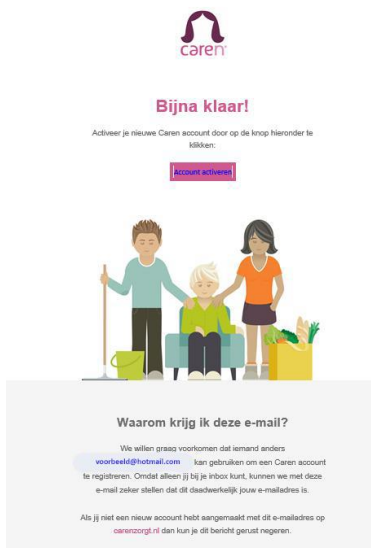 caren
Bijna klaar!
Activeer je nieuwe Caren account door op de knop hieronder te
klikken:
Account activeren
Waarom krijg ik deze e-mail?
We willen graag voorkomen dat iemand anders
voorbeeld@hotmail.com kan gebruiken om een Caren account
te registreren. Omdat alleen jij bij je inbox kunt, kunnen we met deze
e-mail zeker stellen dat dit daadwerkelijk jouw e-mailadres is.
Als jij niet een nieuw account hebt aangemaakt met dit e-mailadres op
carenzorgt.nl dan kun je dit bericht gerust negeren.